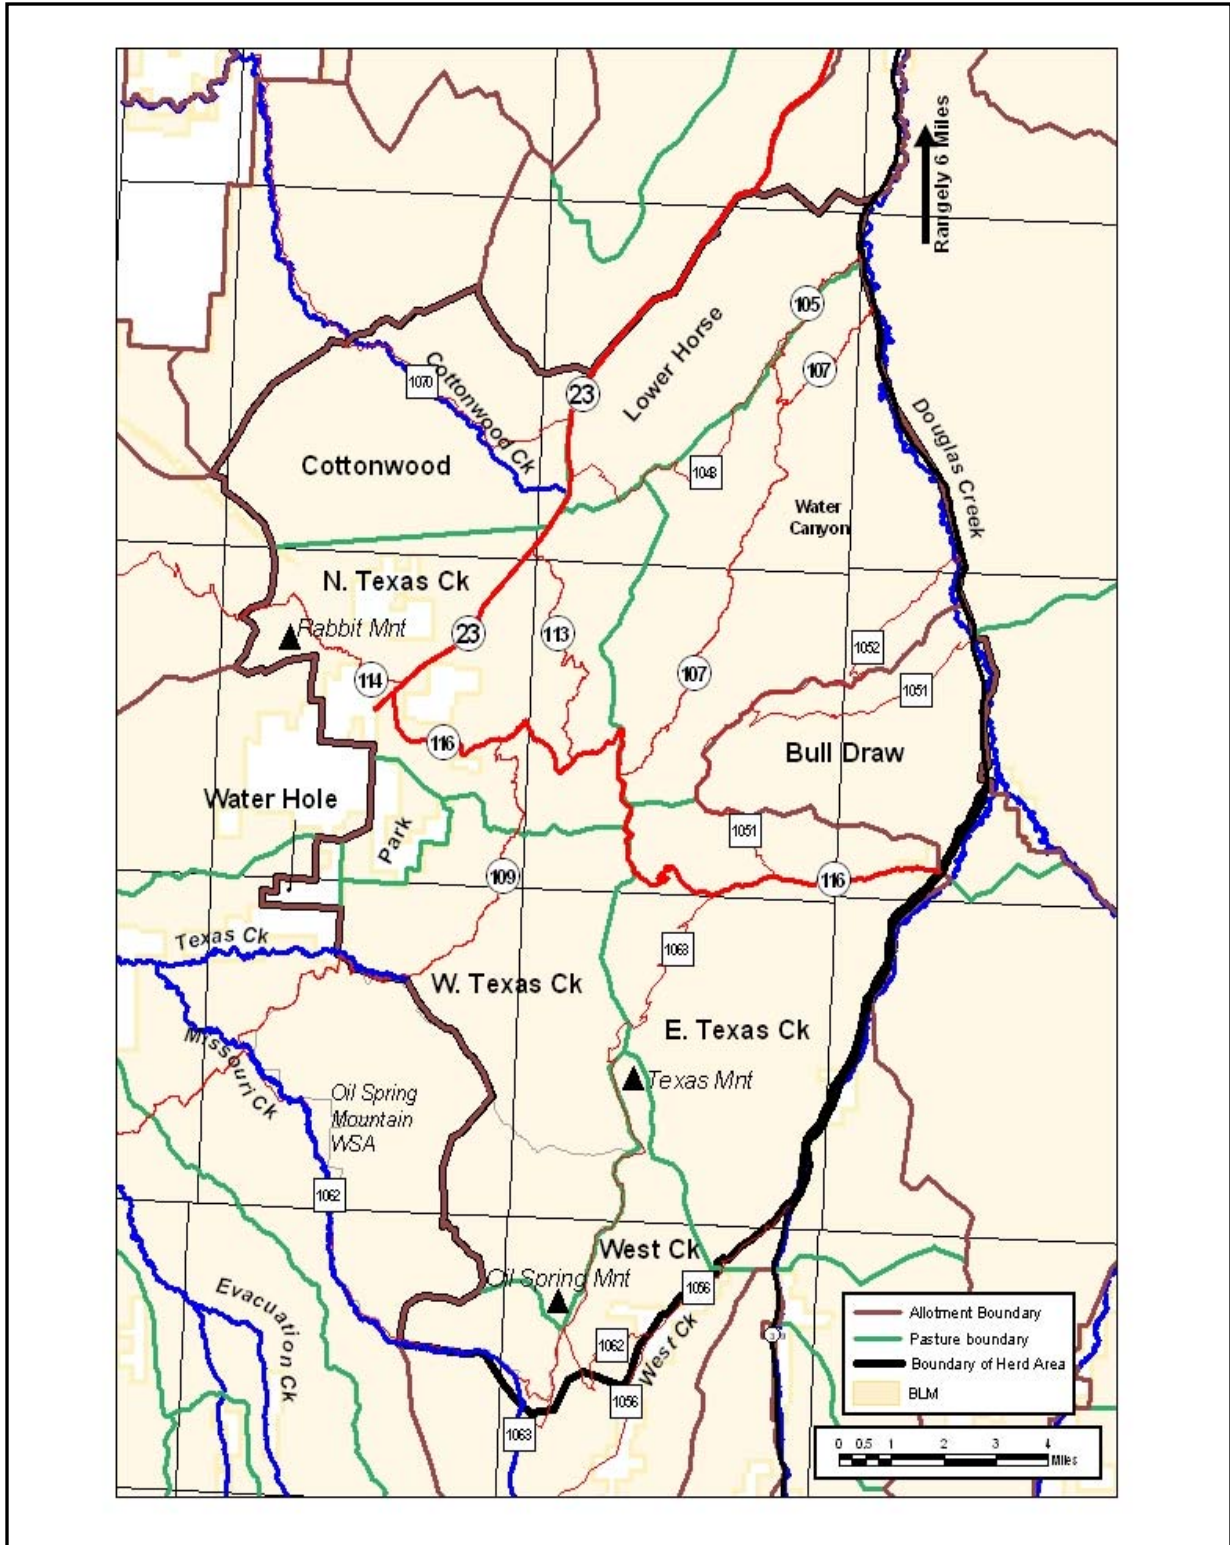 Rangely 6 Miles
105
107
Lower Horse
23
1070
Cottonwood Ck
Cottonwood
Douglas Creek
1043
Water
Canyon
N. Texas Ck
Rabbit Mnt
23
113
114
107
1052
1051
116
Bull Draw
Water Hole
Park
1051
109
116
Texas Ck
1063
W. Texas Ck
E. Texas Ck
Missouri Ck
Texas Mnt
Oil Spring
Mountain
WSA
1062
West Ck
Oil Spring Mnt
1056
Evacuation Ck
1062
West Ck
1056
1063
Allotment Boundary
Pasture boundary
Boundary of Herd Area
BLM
0 0.5 1 2 3 4
Miles